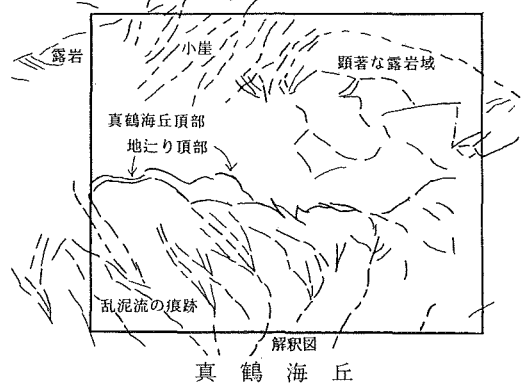 露岩
小崖
顕著な露岩域
真鶴海丘頂部
地辷り頂部
乱泥流の痕跡
解釈図
真鶴海丘